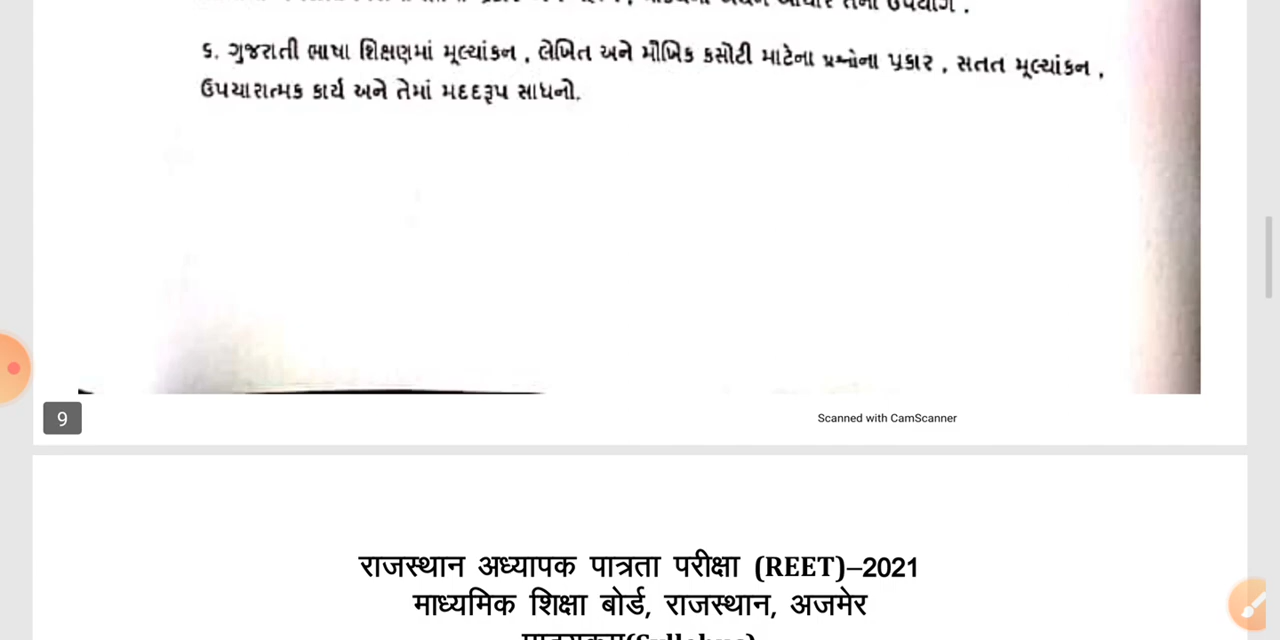 ઉપયોગ .
૬. ગુજરાતી ભાષા શિક્ષણમાં મૂલ્યાંકન , લેખિત અને મૌખિક કસોટી માટેના પ્રશ્નોના પ્રકાર , સતત મૂલ્યાંકન ,
ઉપચારાત્મક કાર્ય અને તેમાં મદદરૂપ સાધનો.
9
Scanned with CamScanner
राजस्थान अध्यापक पात्रता परीक्षा (REET)–2021
माध्यमिक शिक्षा बोर्ड, राजस्थान, अजमेर